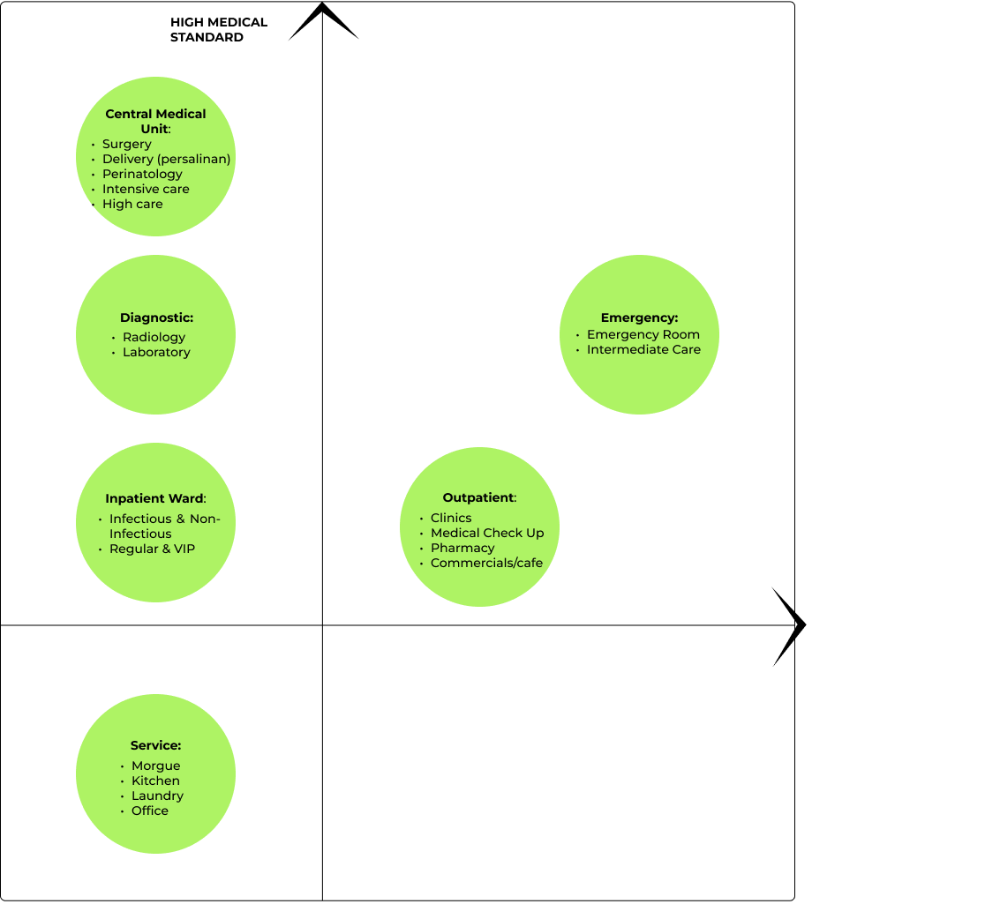 HIGH MEDICAL
STANDARD
Central Medical
Unit:
• Surgery
• Delivery (persalinan)
• Perinatology
• Intensive care
• High care
Diagnostic:
• Radiology
• Laboratory
Emergency:
• Emergency Room
• Intermediate Care
Inpatient Ward:
• Infectious & Non-
Infectious
• Regular & VIP
Outpatient:
• Clinics
• Medical Check Up
• Pharmacy
• Commercials/cafe
Service:
• Morgue
• Kitchen
• Laundry
• Office